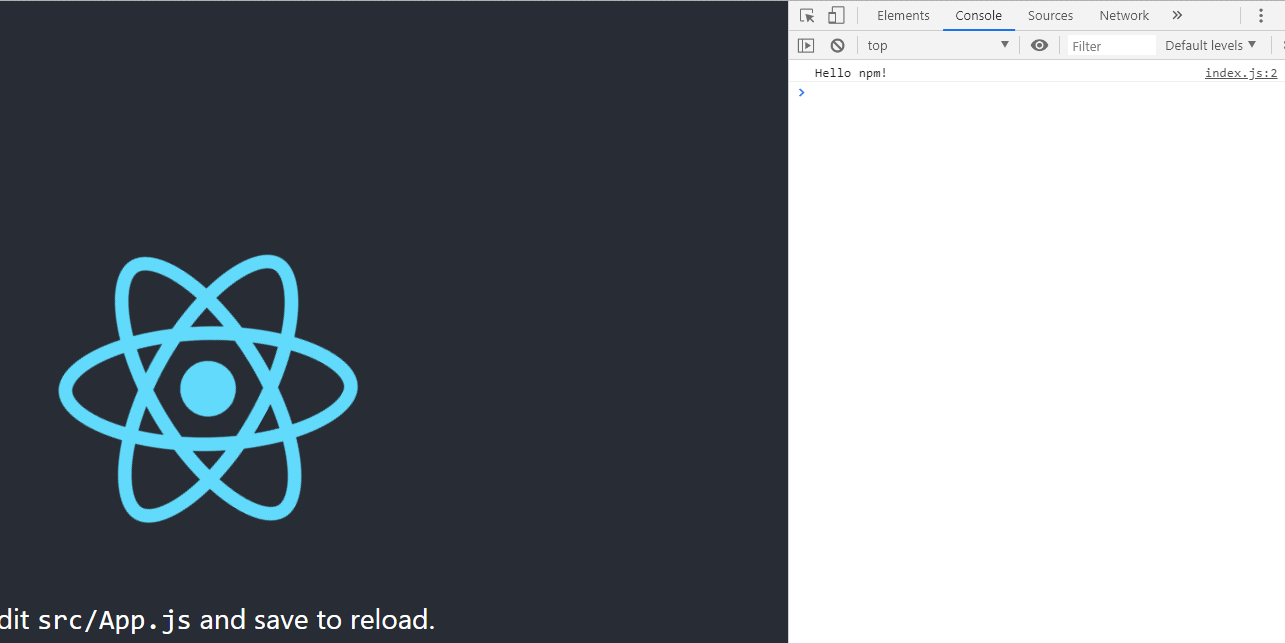 Elements Console Sources Network
top Filter Default levels
Hello npm! index.js:2
dit src/App.js and save to reload.